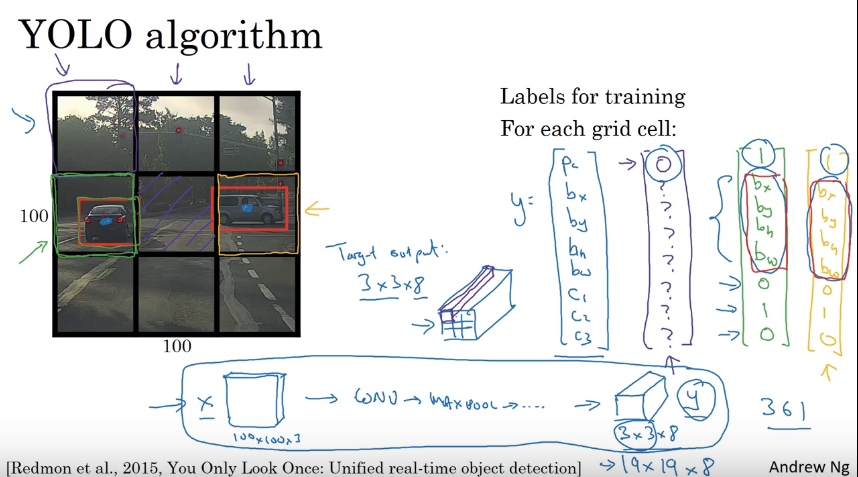 YOLO algorithm
Labels for training
For each grid cell:
100
100
Target output:
3×3×8
y=
Pc
bx
by
bh
bw
C1
C2
C3
0
?
?
?
?
?
?
?
1
bx
by
bh
bw
0
1
0
1
bx
by
bh
bw
0
1
0
x
100×100×3
→ CONV → MAXPOOL → ..... →
y
3×3×8
→ 19×19×8
361
[Redmon et al., 2015, You Only Look Once: Unified real-time object detection]
Andrew Ng